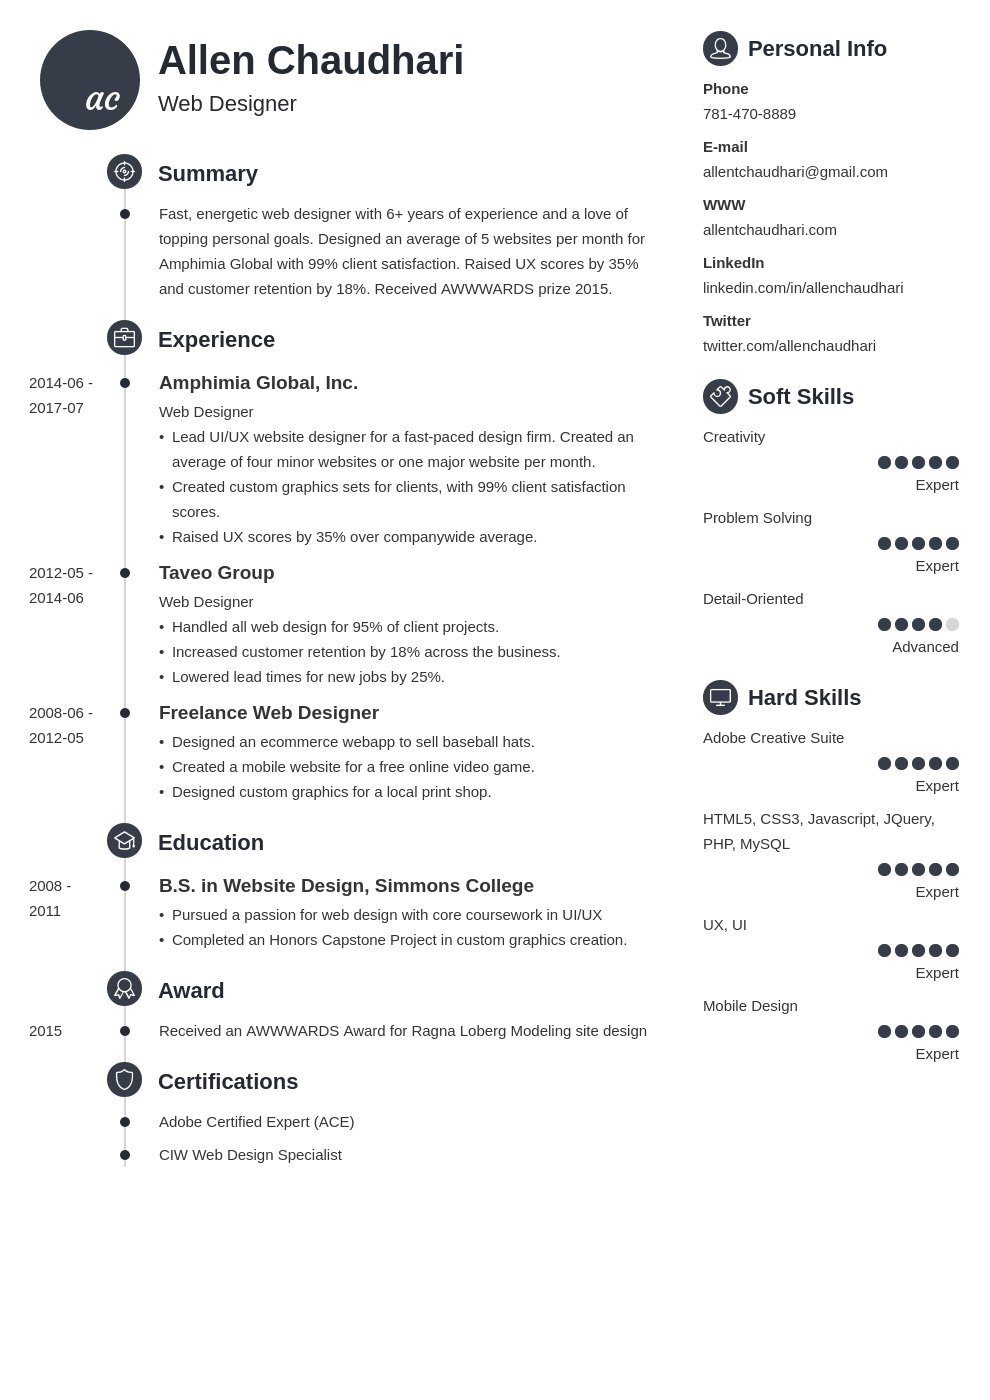 ac
Allen Chaudhari
Web Designer
Summary
Fast, energetic web designer with 6+ years of experience and a love of
topping personal goals. Designed an average of 5 websites per month for
Amphimia Global with 99% client satisfaction. Raised UX scores by 35%
and customer retention by 18%. Received AWWWARDS prize 2015.
Experience
2014-06 -
2017-07
Amphimia Global, Inc.
Web Designer
• Lead UI/UX website designer for a fast-paced design firm. Created an
average of four minor websites or one major website per month.
• Created custom graphics sets for clients, with 99% client satisfaction
scores.
• Raised UX scores by 35% over companywide average.
2012-05 -
2014-06
Taveo Group
Web Designer
• Handled all web design for 95% of client projects.
• Increased customer retention by 18% across the business.
• Lowered lead times for new jobs by 25%.
2008-06 -
2012-05
Freelance Web Designer
• Designed an ecommerce webapp to sell baseball hats.
• Created a mobile website for a free online video game.
• Designed custom graphics for a local print shop.
Education
2008 -
2011
B.S. in Website Design, Simmons College
• Pursued a passion for web design with core coursework in UI/UX
• Completed an Honors Capstone Project in custom graphics creation.
Award
2015
Received an AWWWARDS Award for Ragna Loberg Modeling site design
Certifications
Adobe Certified Expert (ACE)
CIW Web Design Specialist
Personal Info
Phone
781-470-8889
E-mail
allentchaudhari@gmail.com
WWW
allentchaudhari.com
LinkedIn
linkedin.com/in/allenchaudhari
Twitter
twitter.com/allenchaudhari
Soft Skills
Creativity
Expert
Problem Solving
Expert
Detail-Oriented
Advanced
Hard Skills
Adobe Creative Suite
Expert
HTML5, CSS3, Javascript, JQuery,
PHP, MySQL
Expert
UX, UI
Expert
Mobile Design
Expert